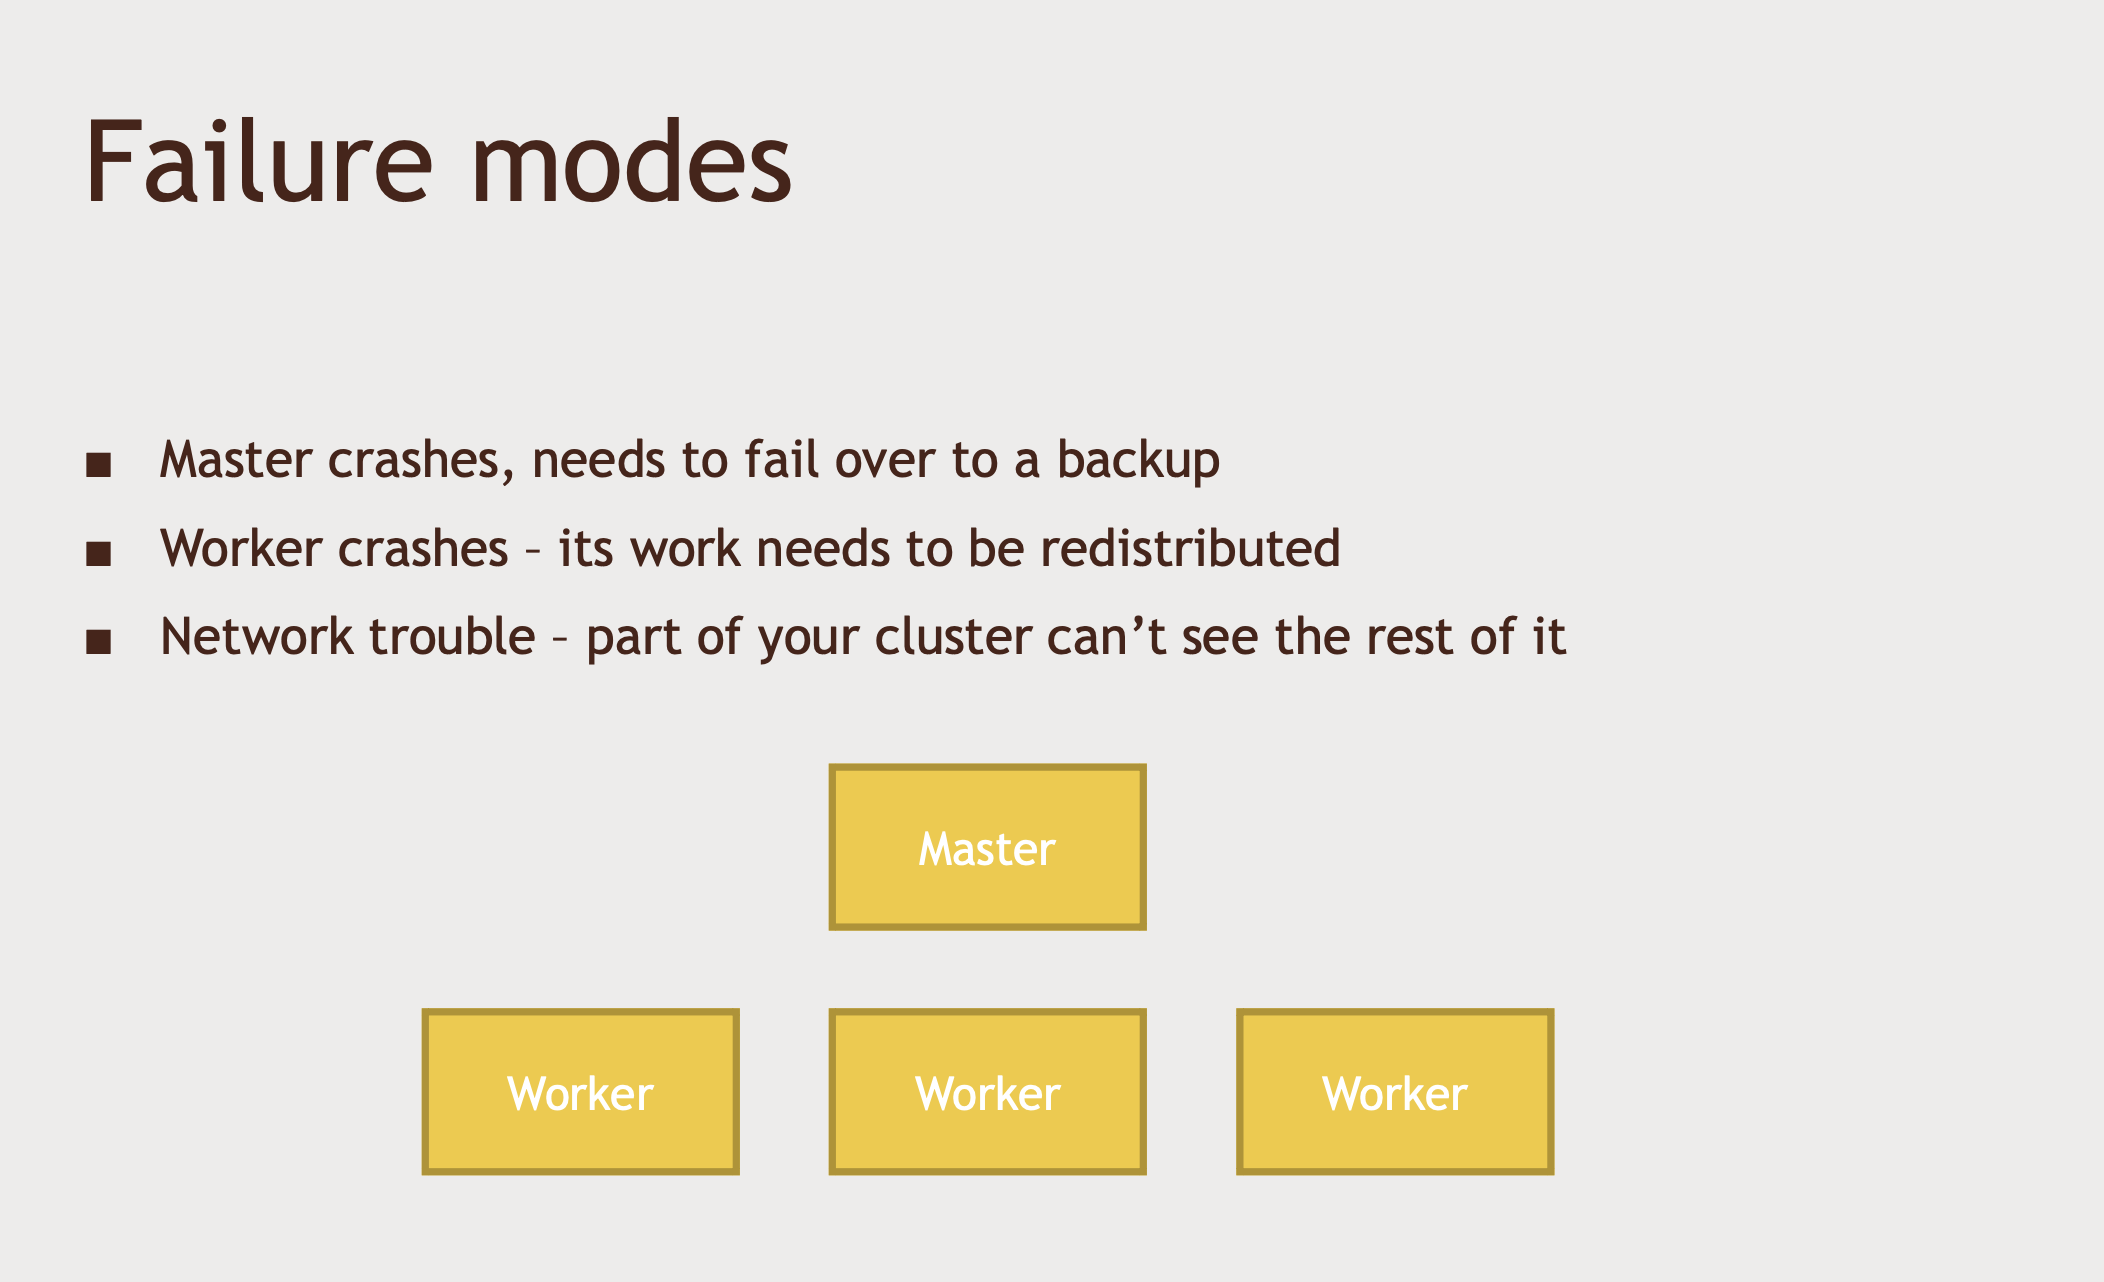 Failure modes
■ Master crashes, needs to fail over to a backup
■ Worker crashes – its work needs to be redistributed
■ Network trouble – part of your cluster can’t see the rest of it
Master
Worker Worker Worker